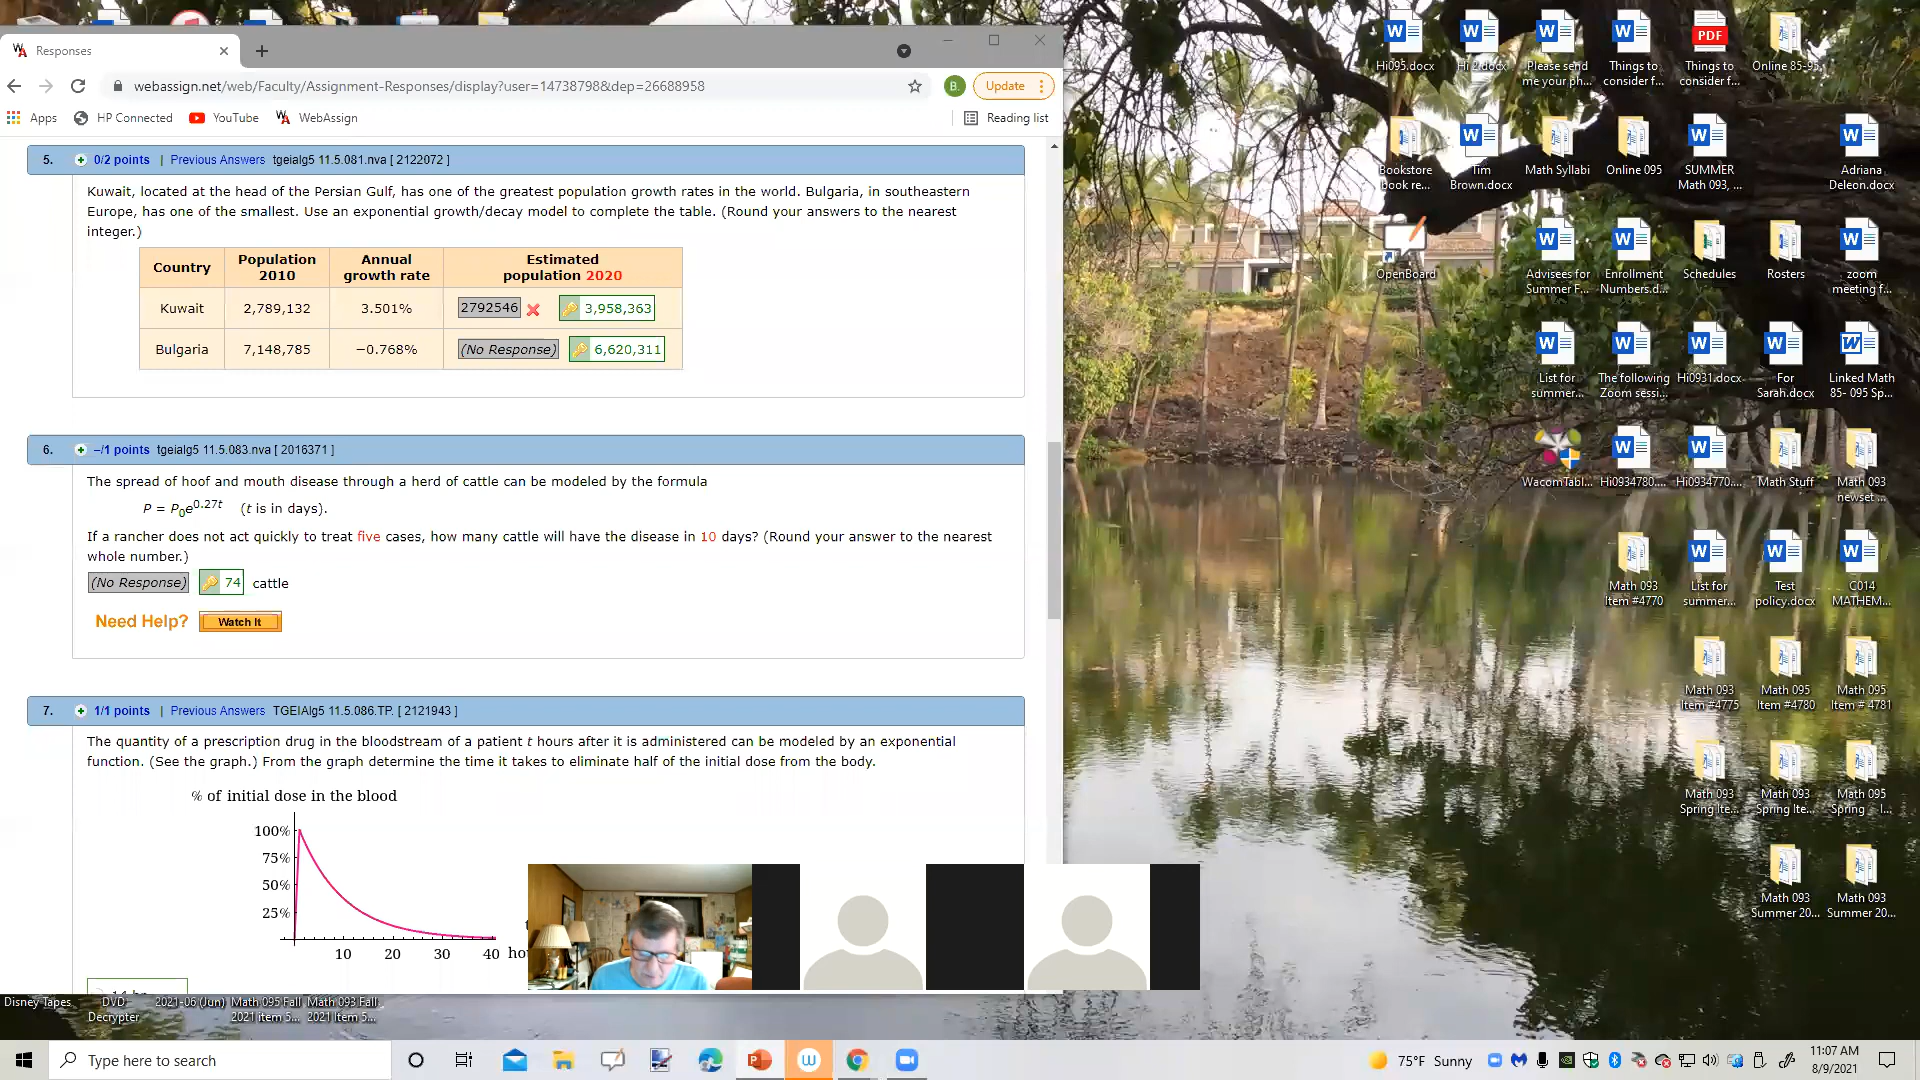 Responses
webassign.net/web/Faculty/Assignment-Responses/display?user=14738798&dep=26688958
B.
Update
Apps
HP Connected
YouTube
WebAssign
Reading list
5.
0/2 points | Previous Answers tgeialg5 11.5.081.nva [ 2122072 ]
Kuwait, located at the head of the Persian Gulf, has one of the greatest population growth rates in the world. Bulgaria, in southeastern
Europe, has one of the smallest. Use an exponential growth/decay model to complete the table. (Round your answers to the nearest
integer.)
Country
Population 2010
Annual growth rate
Estimated population 2020
Kuwait 2,789,132 3.501% 2792546 3,958,363
Bulgaria 7,148,785 −0.768% (No Response) 6,620,311
6.
–/1 points tgeialg5 11.5.083.nva [ 2016371 ]
The spread of hoof and mouth disease through a herd of cattle can be modeled by the formula
P = P0e^0.27t (t is in days).
If a rancher does not act quickly to treat five cases, how many cattle will have the disease in 10 days? (Round your answer to the nearest
whole number.)
(No Response) 74 cattle
Need Help? Watch It
7.
1/1 points | Previous Answers TGEIAlg5 11.5.086.TP. [ 2121943 ]
The quantity of a prescription drug in the bloodstream of a patient t hours after it is administered can be modeled by an exponential
function. (See the graph.) From the graph determine the time it takes to eliminate half of the initial dose from the body.
% of initial dose in the blood
100%
75%
50%
25%
10 20 30 40
Hi095.docx
Hi 2.docx
Please send me your ph...
Things to consider f...
PDF
Things to consider f...
Online 85-95
Bookstore book re...
Tim Brown.docx
Math Syllabi
Online 095
SUMMER Math 093, ...
Adriana Deleon.docx
OpenBoard
Advisees for Summer F...
Enrollment Numbers.d...
Schedules
Rosters
zoom meeting f...
List for summer...
The following Zoom sessi...
Hi0931.docx
For Sarah.docx
Linked Math 85- 095 Sp...
WacomTabl...
Hi0934780....
Hi0934770....
Math Stuff
Math 093 newset ...
Math 093 Item #4770
List for summer...
Test policy.docx
C014 MATHEM...
Math 093 Item #4775
Math 095 Item #4780
Math 095 Item # 4781
Math 093 Spring Ite...
Math 093 Spring Ite...
Math 095 Spring I...
Math 093 Summer 20...
Math 093 Summer 20...
Disney Tapes
DVD Decrypter
2021-06 (Jun)
Math 095 Fall 2021 item 5...
Math 093 Fall 2021 Item 5...
Type here to search
75°F Sunny
11:07 AM
8/9/2021